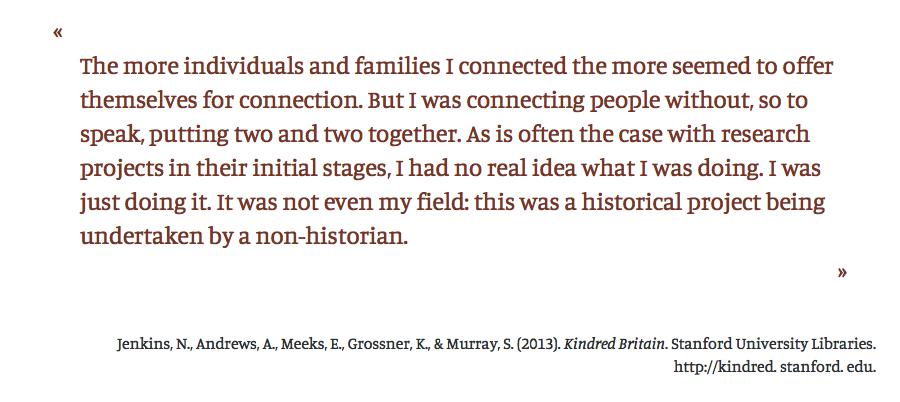 «
The more individuals and families I connected the more seemed to offer
themselves for connection. But I was connecting people without, so to
speak, putting two and two together. As is often the case with research
projects in their initial stages, I had no real idea what I was doing. I was
just doing it. It was not even my field: this was a historical project being
undertaken by a non-historian.
»
Jenkins, N., Andrews, A., Meeks, E., Grossner, K., & Murray, S. (2013). Kindred Britain. Stanford University Libraries.
http://kindred. stanford. edu.